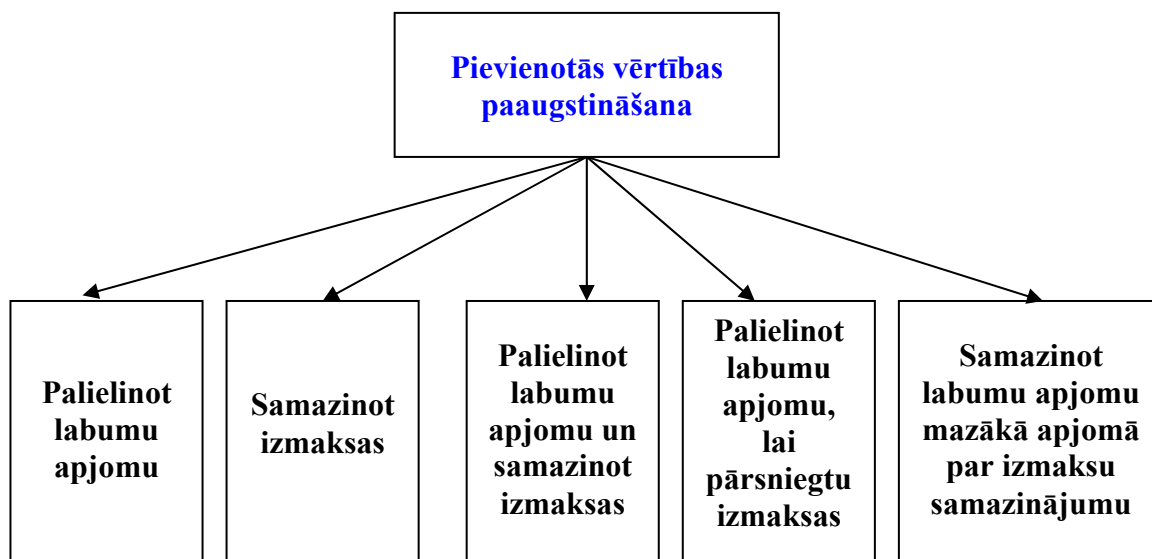 Pievienotās vērtības
paaugstināšana
Palielinot
labumu
apjomu
Samazinot
izmaksas
Palielinot
labumu
apjomu un
samazinot
izmaksas
Palielinot
labumu
apjomu,
lai
pārsniegtu
izmaksas
Samazinot
labumu apjomu
mazākā apjomā
par izmaksu
samazinājumu